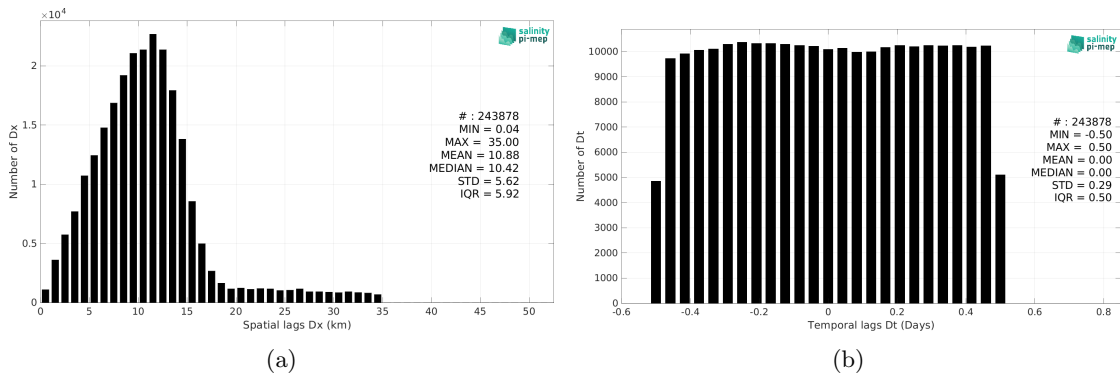 ×10⁴
2
1.5
1
0.5
0
0 5 10 15 20 25 30 35 40 45 50
Number of Dx
Spatial lags Dx (km)
salinity
pi-mep
# : 243878
MIN = 0.04
MAX = 35.00
MEAN = 10.88
MEDIAN = 10.42
STD = 5.62
IQR = 5.92
(a)
10000
9000
8000
7000
6000
5000
4000
3000
2000
1000
0
-0.6 -0.4 -0.2 0 0.2 0.4 0.6 0.8
Number of Dt
Temporal lags Dt (Days)
salinity
pi-mep
# : 243878
MIN = -0.50
MAX = 0.50
MEAN = 0.00
MEDIAN = 0.00
STD = 0.29
IQR = 0.50
(b)